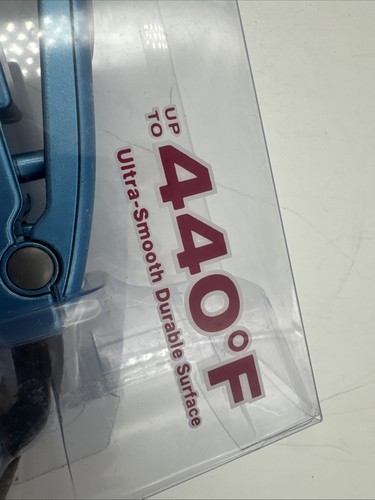 UP
TO
440°F
Ultra-Smooth Durable Surface